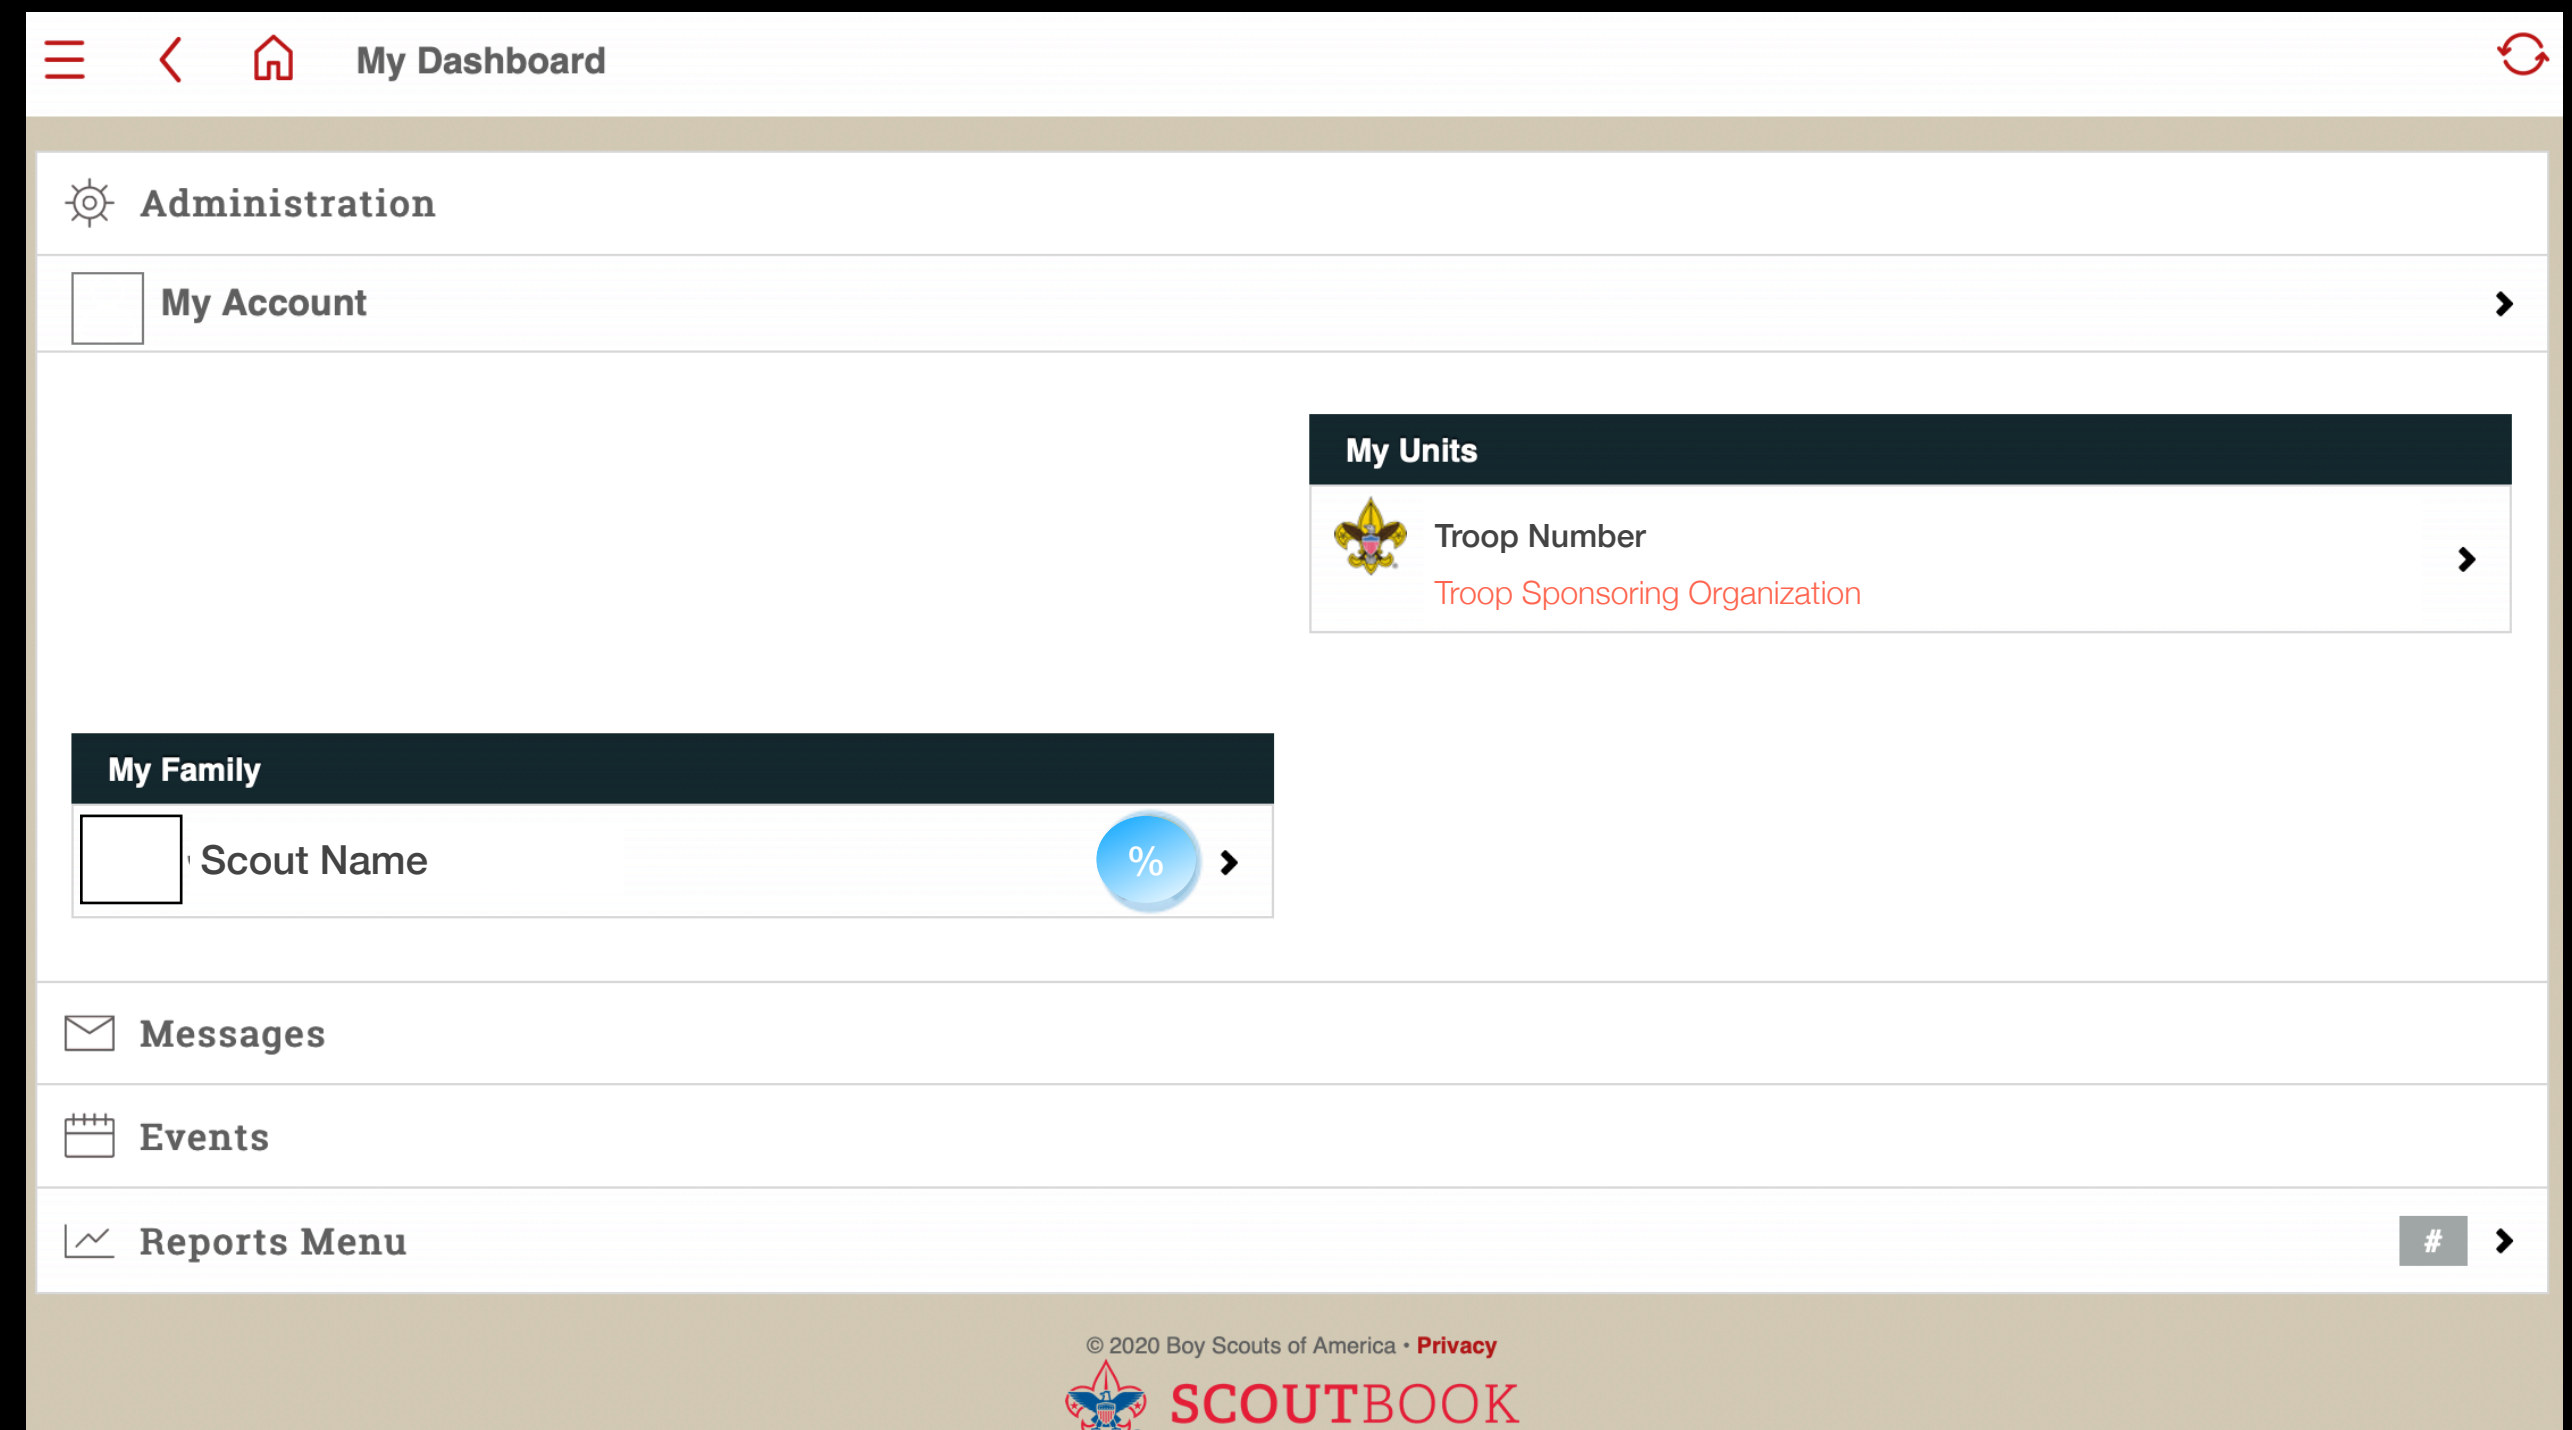 My Dashboard
Administration
My Account
My Units
Troop Number
Troop Sponsoring Organization
My Family
Scout Name
%
Messages
Events
Reports Menu
#
© 2020 Boy Scouts of America • Privacy
SCOUTBOOK